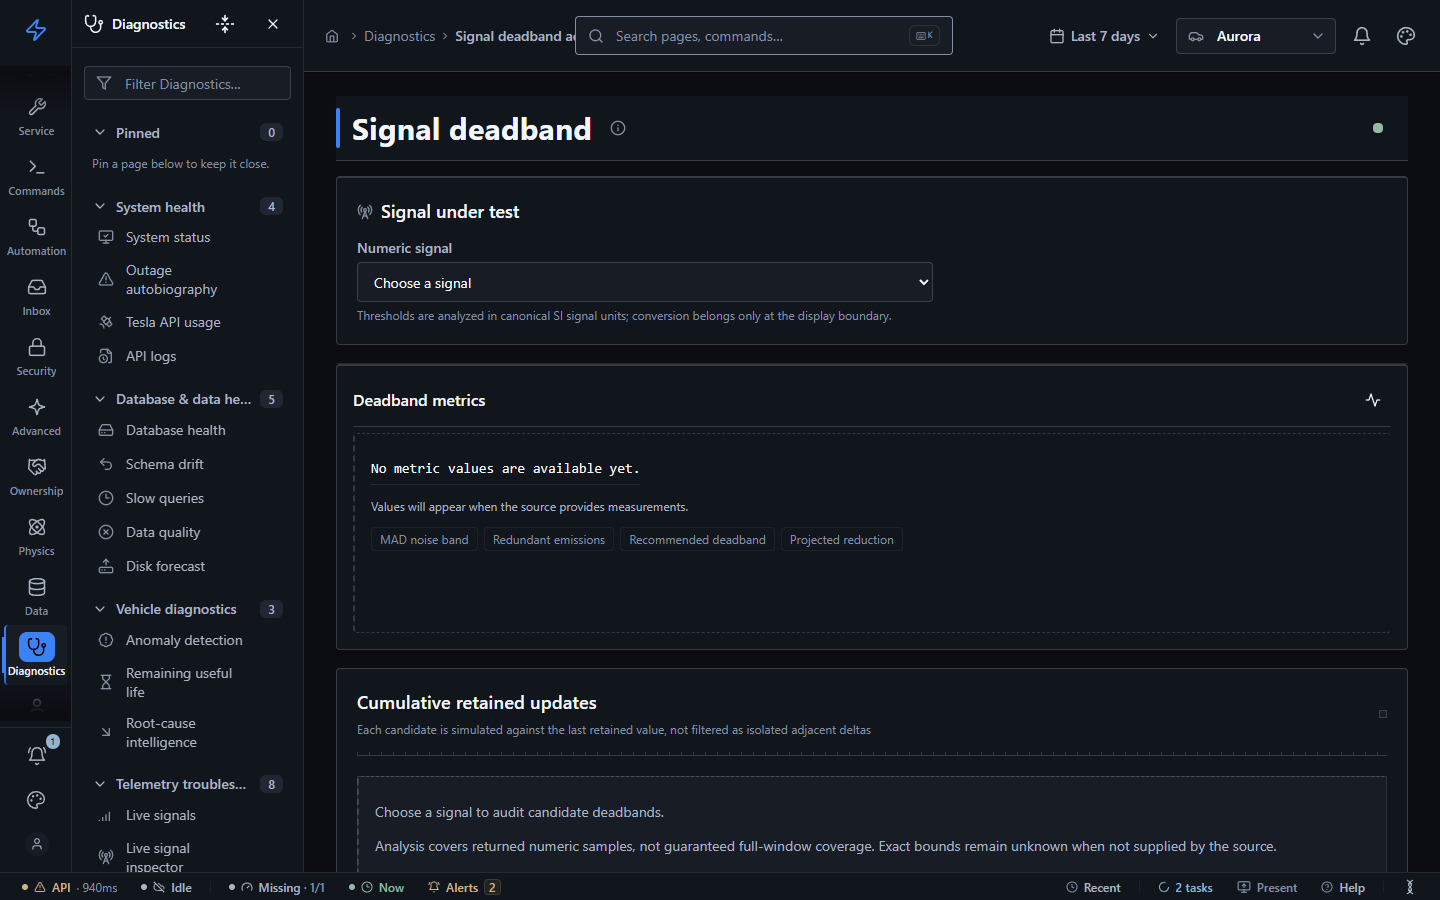 Diagnostics
Diagnostics
Signal deadband a
Search pages, commands...
K
Last 7 days
Aurora
Service
Commands
Automation
Inbox
Security
Advanced
Ownership
Physics
Data
Diagnostics
1
Filter Diagnostics...
Pinned
0
Pin a page below to keep it close.
System health
4
System status
Outage
autobiography
Tesla API usage
API logs
Database & data he...
5
Database health
Schema drift
Slow queries
Data quality
Disk forecast
Vehicle diagnostics
3
Anomaly detection
Remaining useful
life
Root-cause
intelligence
Telemetry troubles...
8
Live signals
Live signal
inspector
Signal deadband
Signal under test
Numeric signal
Choose a signal
Thresholds are analyzed in canonical SI signal units; conversion belongs only at the display boundary.
Deadband metrics
No metric values are available yet.
Values will appear when the source provides measurements.
MAD noise band
Redundant emissions
Recommended deadband
Projected reduction
Cumulative retained updates
Each candidate is simulated against the last retained value, not filtered as isolated adjacent deltas
Choose a signal to audit candidate deadbands.
Analysis covers returned numeric samples, not guaranteed full-window coverage. Exact bounds remain unknown when not supplied by the source.
API · 940ms
Idle
Missing · 1/1
Now
Alerts 2
Recent
2 tasks
Present
Help